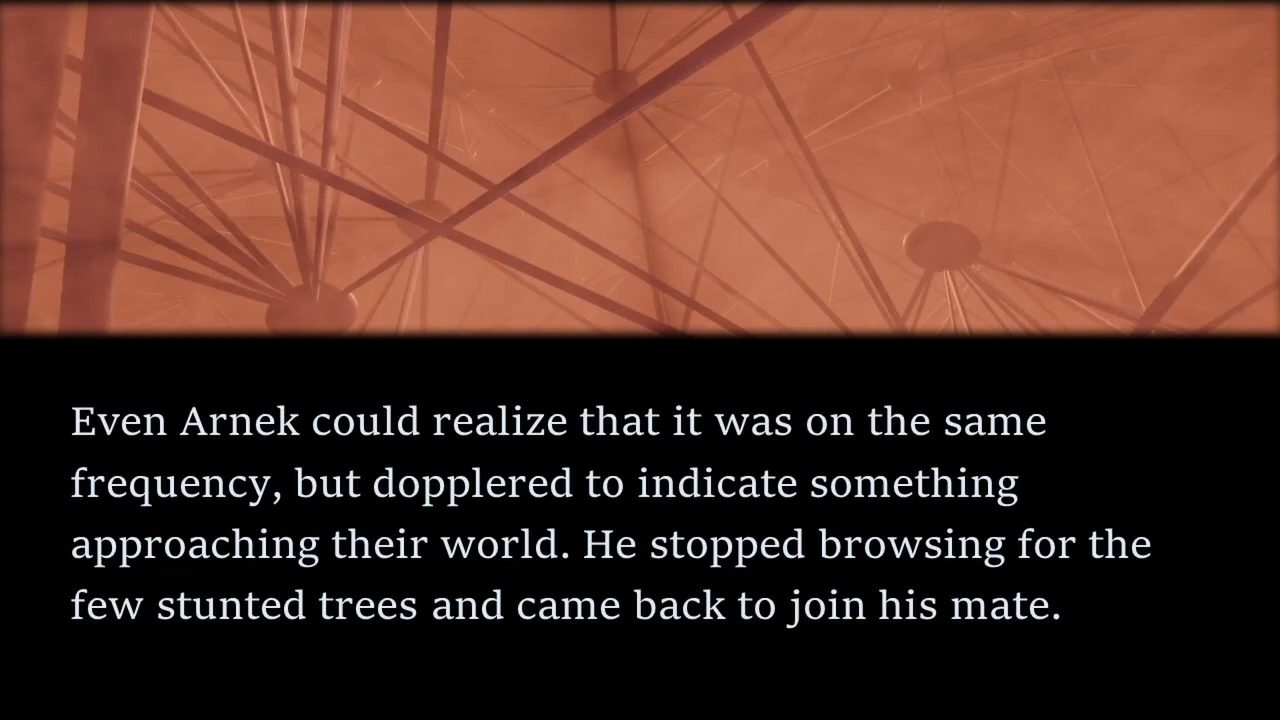 Even Arnek could realize that it was on the same
frequency, but dopplered to indicate something
approaching their world. He stopped browsing for the
few stunted trees and came back to join his mate.